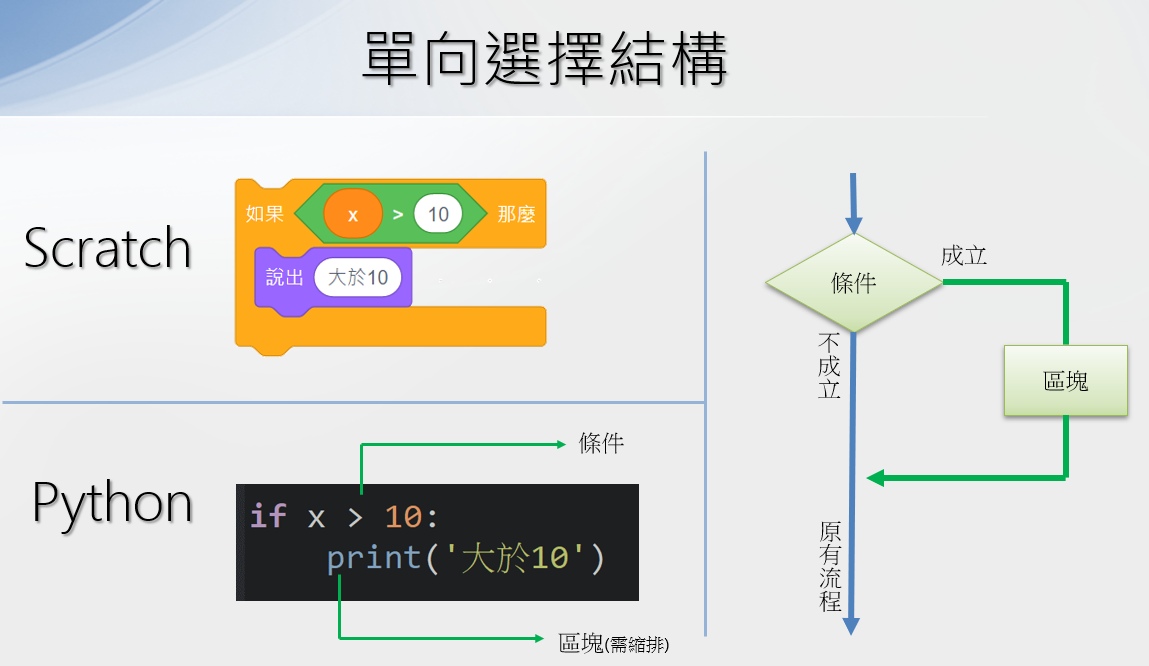 單向選擇結構
Scratch
如果 x > 10 那麼
說出 大於10
Python
條件
if x > 10:
print('大於10')
區塊(需縮排)
條件
成立
不成立
區塊
原有流程